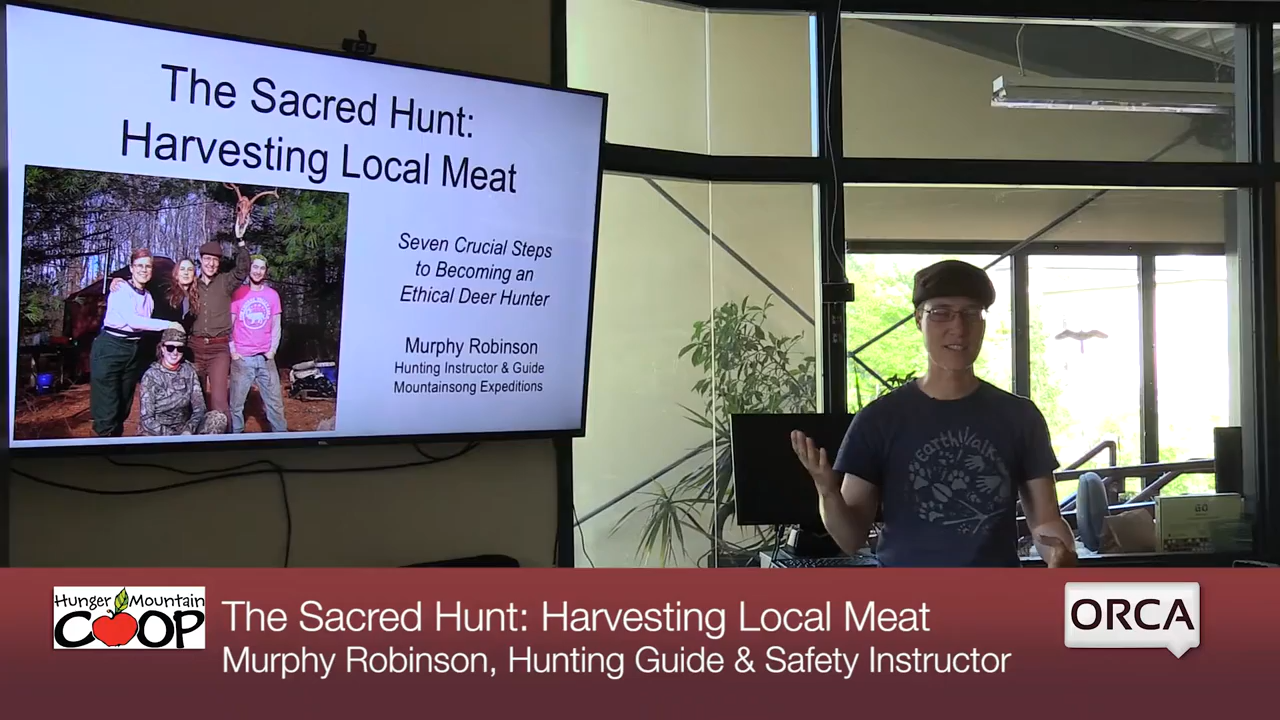 The Sacred Hunt:
Harvesting Local Meat
Seven Crucial Steps
to Becoming an
Ethical Deer Hunter
Murphy Robinson
Hunting Instructor & Guide
Mountainsong Expeditions
EarthWalk
GO
Hunger Mountain
COOP
The Sacred Hunt: Harvesting Local Meat
Murphy Robinson, Hunting Guide & Safety Instructor
ORCA